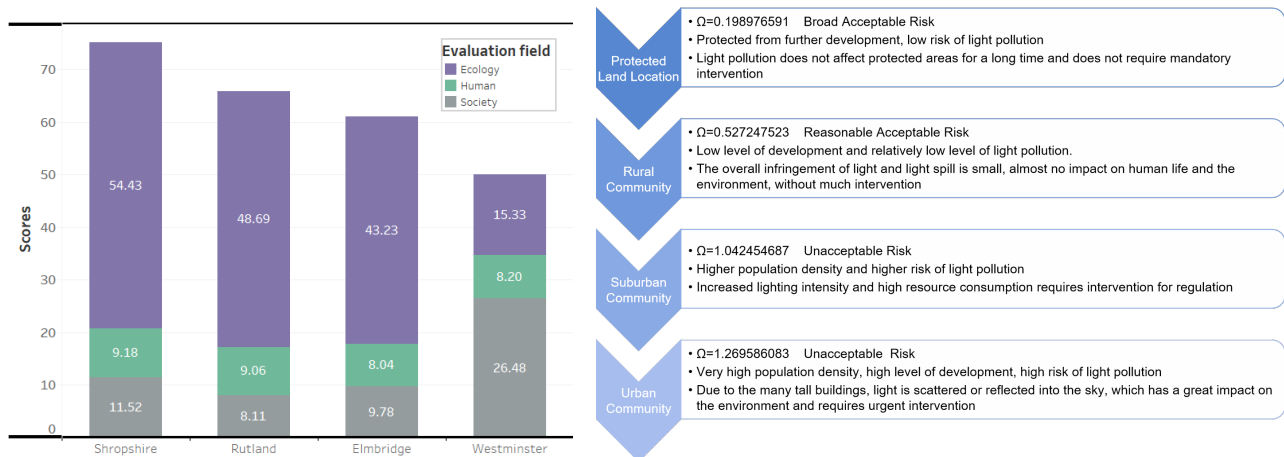 Evaluation field
Ecology
Human
Society
Scores
70
60
50
40
30
20
10
0
54.43
9.18
11.52
48.69
9.06
8.11
43.23
8.04
9.78
15.33
8.20
26.48
Shropshire
Rutland
Elmbridge
Westminster
Protected
Land Location
• Ω=0.198976591 Broad Acceptable Risk
• Protected from further development, low risk of light pollution
• Light pollution does not affect protected areas for a long time and does not require mandatory
intervention
Rural
Community
• Ω=0.527247523 Reasonable Acceptable Risk
• Low level of development and relatively low level of light pollution.
• The overall infringement of light and light spill is small, almost no impact on human life and the
environment, without much intervention
Suburban
Community
• Ω=1.042454687 Unacceptable Risk
• Higher population density and higher risk of light pollution
• Increased lighting intensity and high resource consumption requires intervention for regulation
Urban
Community
• Ω=1.269586083 Unacceptable Risk
• Very high population density, high level of development, high risk of light pollution
• Due to the many tall buildings, light is scattered or reflected into the sky, which has a great impact on
the environment and requires urgent intervention